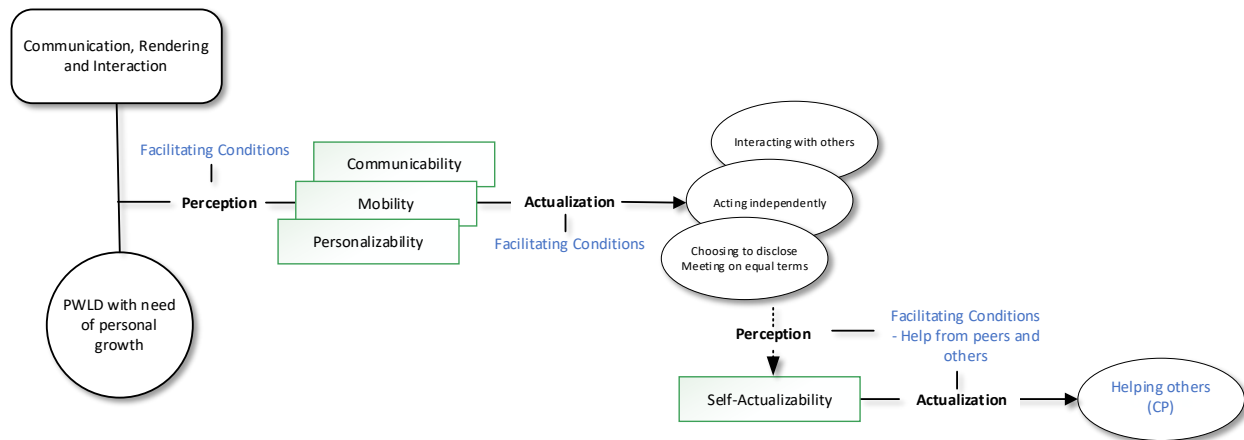 Communication, Rendering
and Interaction
Facilitating Conditions
Perception
PWLD with need
of personal
growth
Communicability
Mobility
Personalizability
Actualization
Facilitating Conditions
Interacting with others
Acting independently
Choosing to disclose
Meeting on equal terms
Perception
Facilitating Conditions
- Help from peers and
others
Self-Actualizability
Actualization
Helping others
(CP)